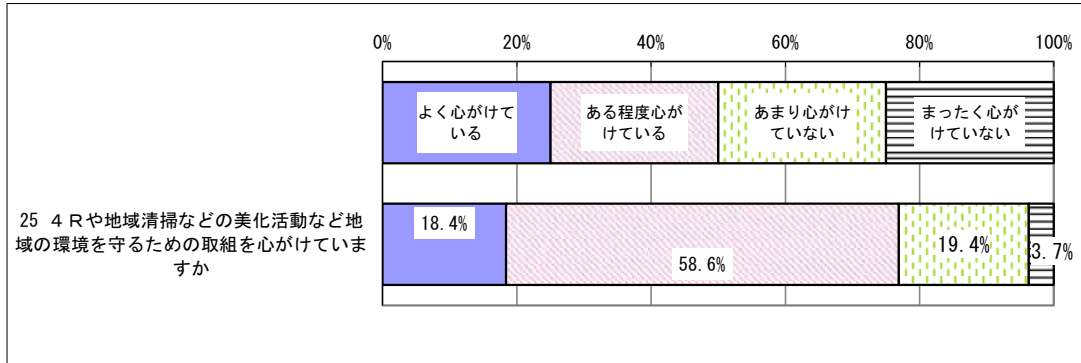 0% 20% 40% 60% 80% 100%
よく心がけて
いる
ある程度心が
けている
あまり心がけ
ていない
まったく心が
けていない
25 ４Ｒや地域清掃などの美化活動など地
域の環境を守るための取組を心がけていま
すか
18.4%
58.6%
19.4%
3.7%